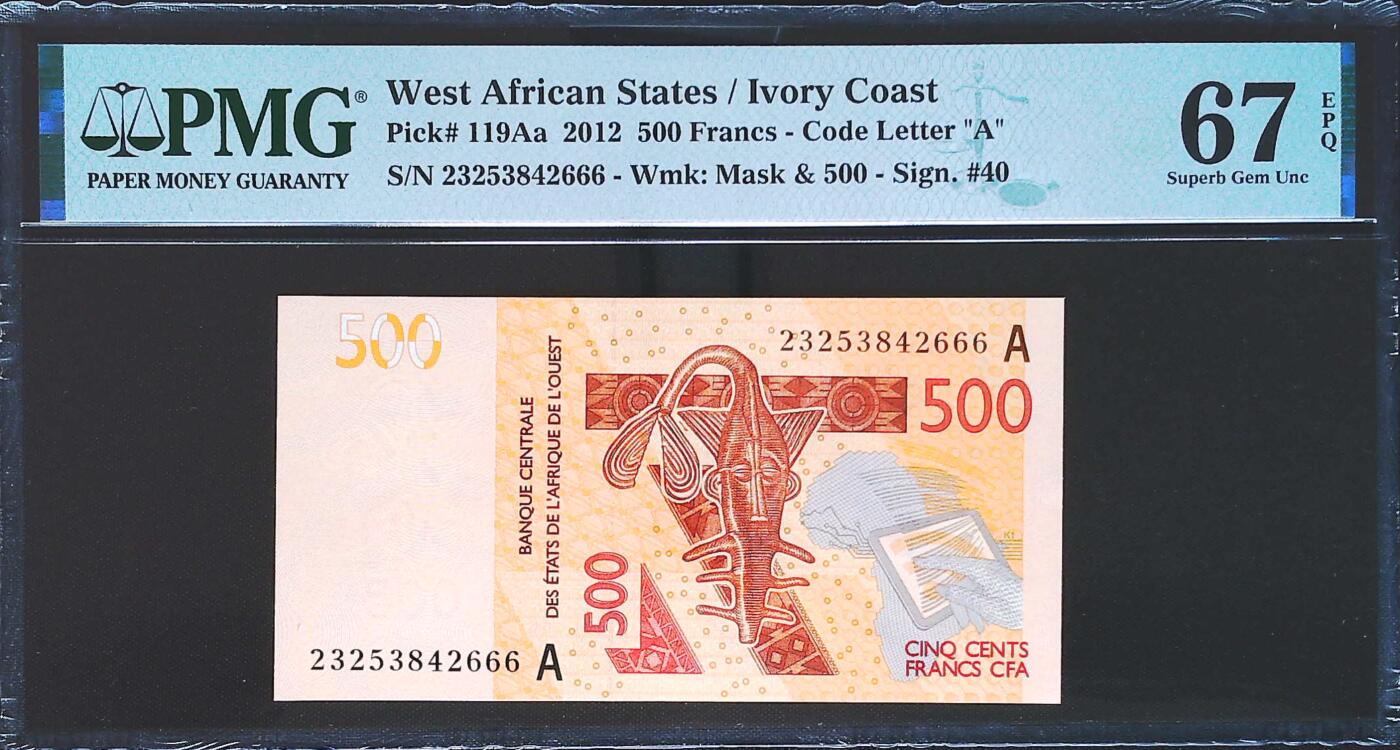 PMG®
PAPER MONEY GUARANTY
West African States / Ivory Coast
Pick# 119Aa 2012 500 Francs - Code Letter "A"
S/N 23253842666 - Wmk: Mask & 500 - Sign. #40
67
EPQ
Superb Gem Unc
500
23253842666 A
500
BANQUE CENTRALE
DES ÉTATS DE L'AFRIQUE DE L'OUEST
500
K1
CINQ CENTS
FRANCS CFA
23253842666 A